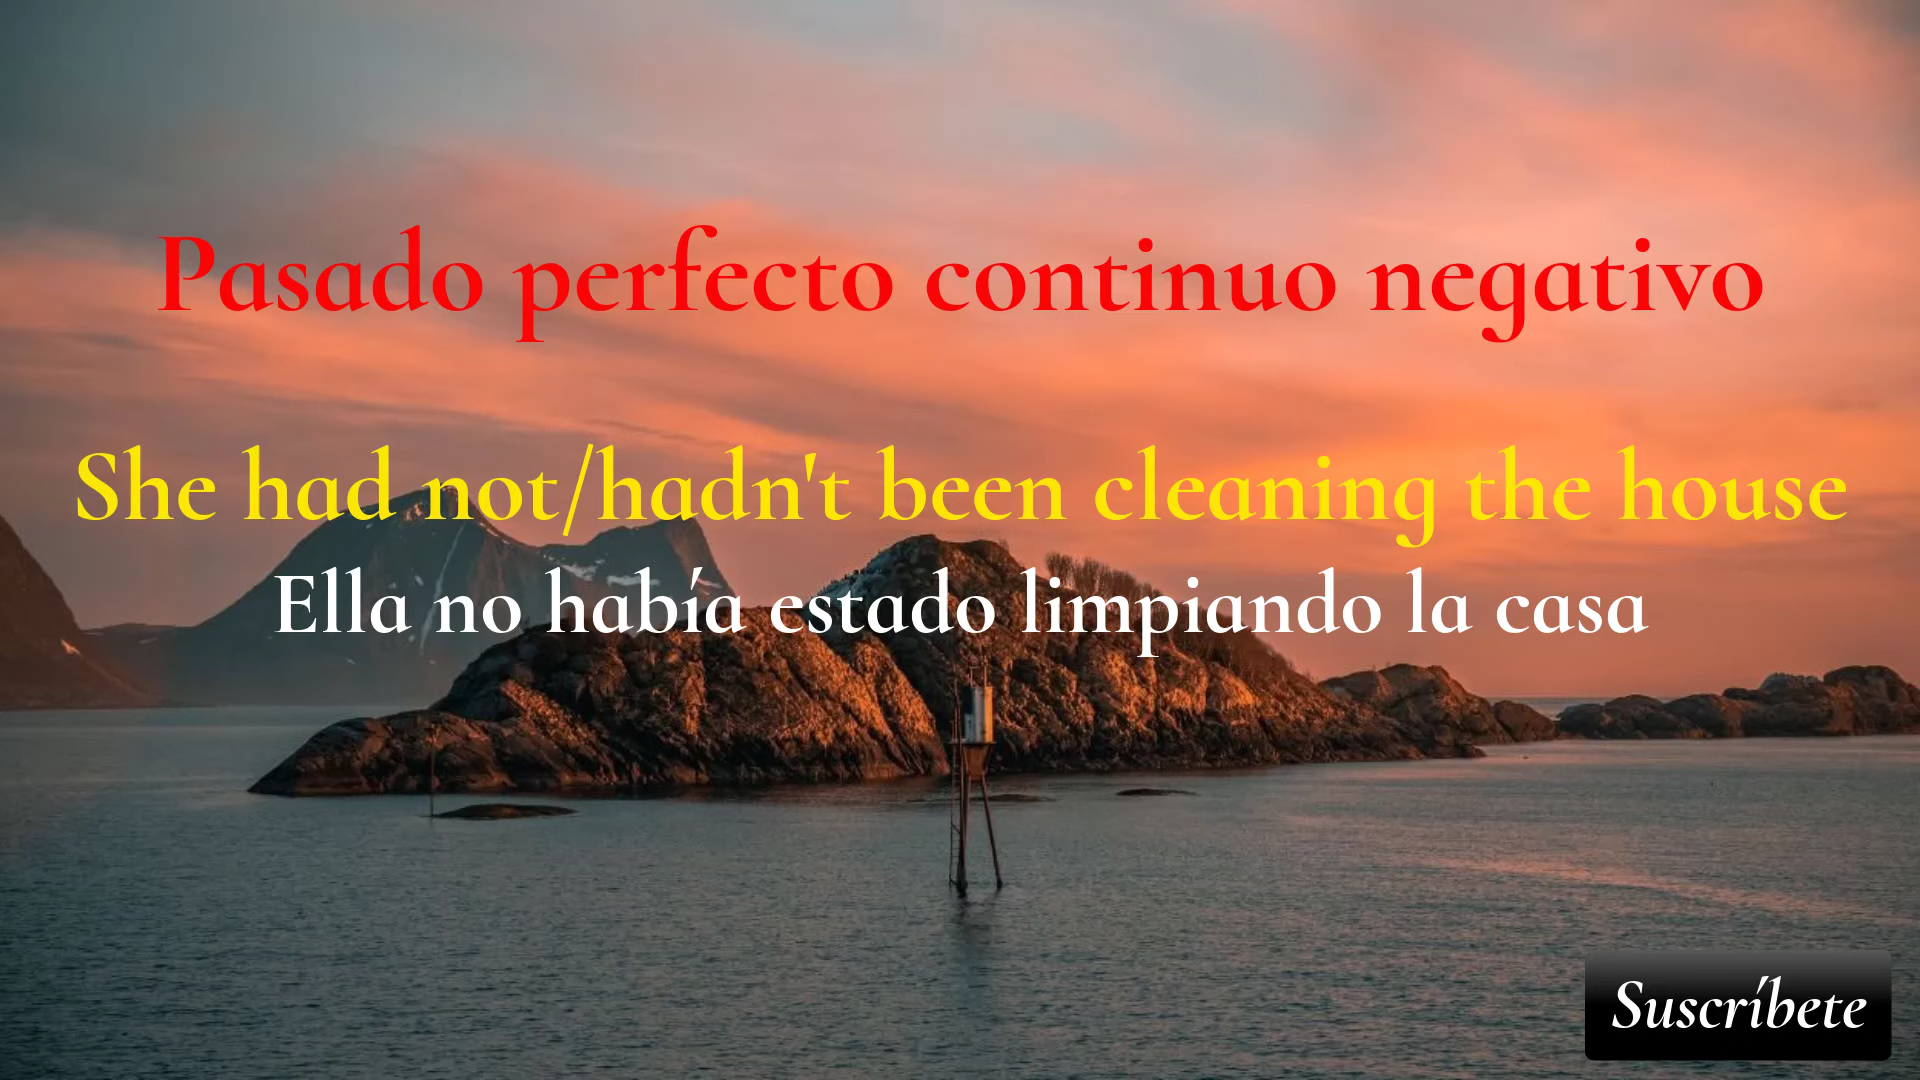 Pasado perfecto continuo negativo
She had not/hadn't been cleaning the house
Ella no había estado limpiando la casa
Suscríbete